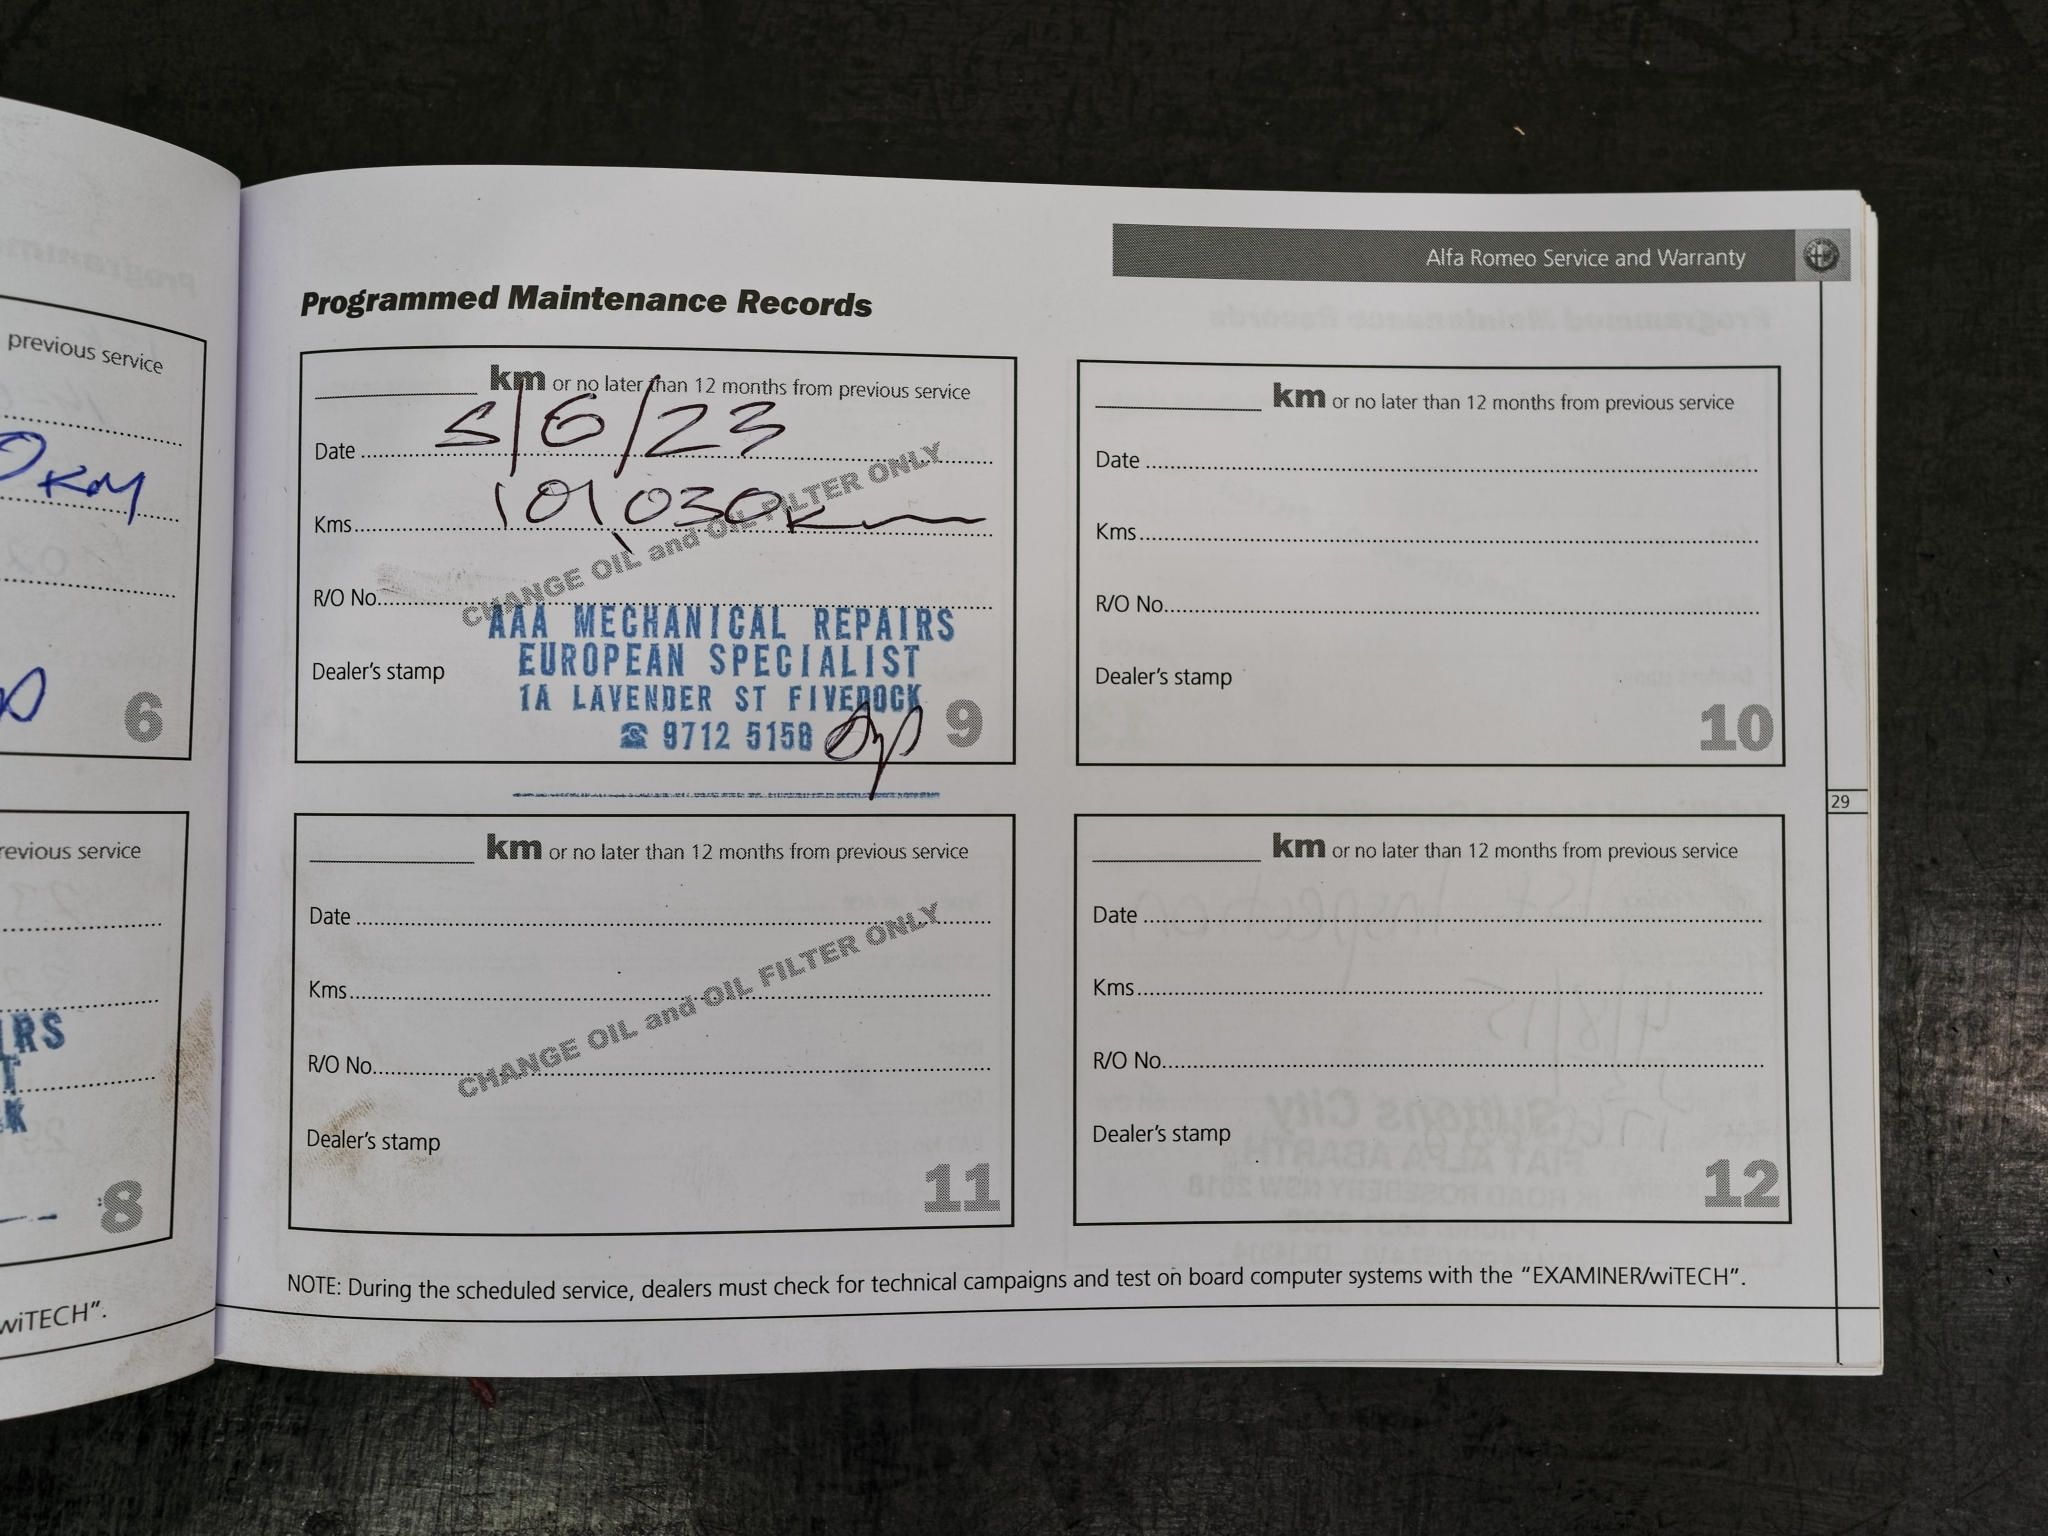 previous service
0 KM
6
revious service
IRS
T
K
8
wiTECH".
Alfa Romeo Service and Warranty
Programmed Maintenance Records
km or no later than 12 months from previous service
Date 5/6/23
Kms 101,030 Km
CHANGE OIL and OIL FILTER ONLY
R/O No.
Dealer's stamp
AAA MECHANICAL REPAIRS
EUROPEAN SPECIALIST
1A LAVENDER ST FIVEDOCK
☎ 9712 5158
9
km or no later than 12 months from previous service
Date
Kms
R/O No.
Dealer's stamp
10
29
km or no later than 12 months from previous service
Date
Kms
CHANGE OIL and OIL FILTER ONLY
R/O No.
Dealer's stamp
11
km or no later than 12 months from previous service
Date
Kms
R/O No.
Dealer's stamp
12
NOTE: During the scheduled service, dealers must check for technical campaigns and test on board computer systems with the "EXAMINER/wiTECH".